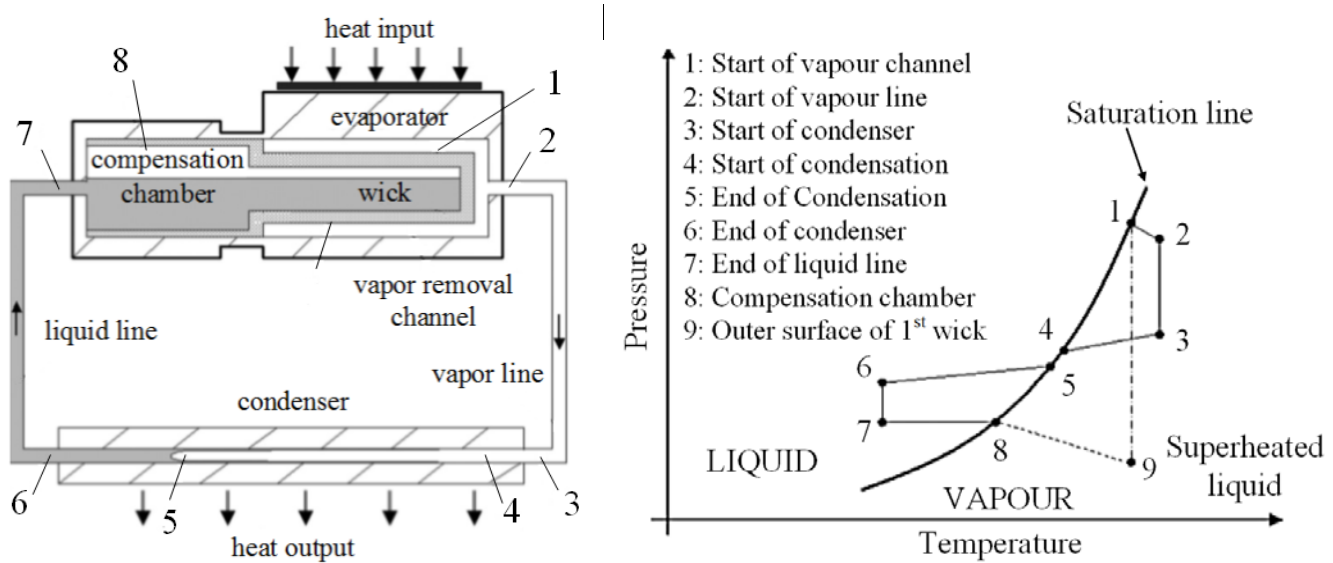 heat input
8
1
evaporator
7
2
compensation
chamber
wick
vapor removal
channel
liquid line
vapor line
condenser
6
5
4
3
heat output
1: Start of vapour channel
2: Start of vapour line
3: Start of condenser
4: Start of condensation
5: End of Condensation
6: End of condenser
7: End of liquid line
8: Compensation chamber
9: Outer surface of 1st wick
Saturation line
1
2
4
3
6
5
7
8
9
LIQUID
VAPOUR
Superheated
liquid
Pressure
Temperature